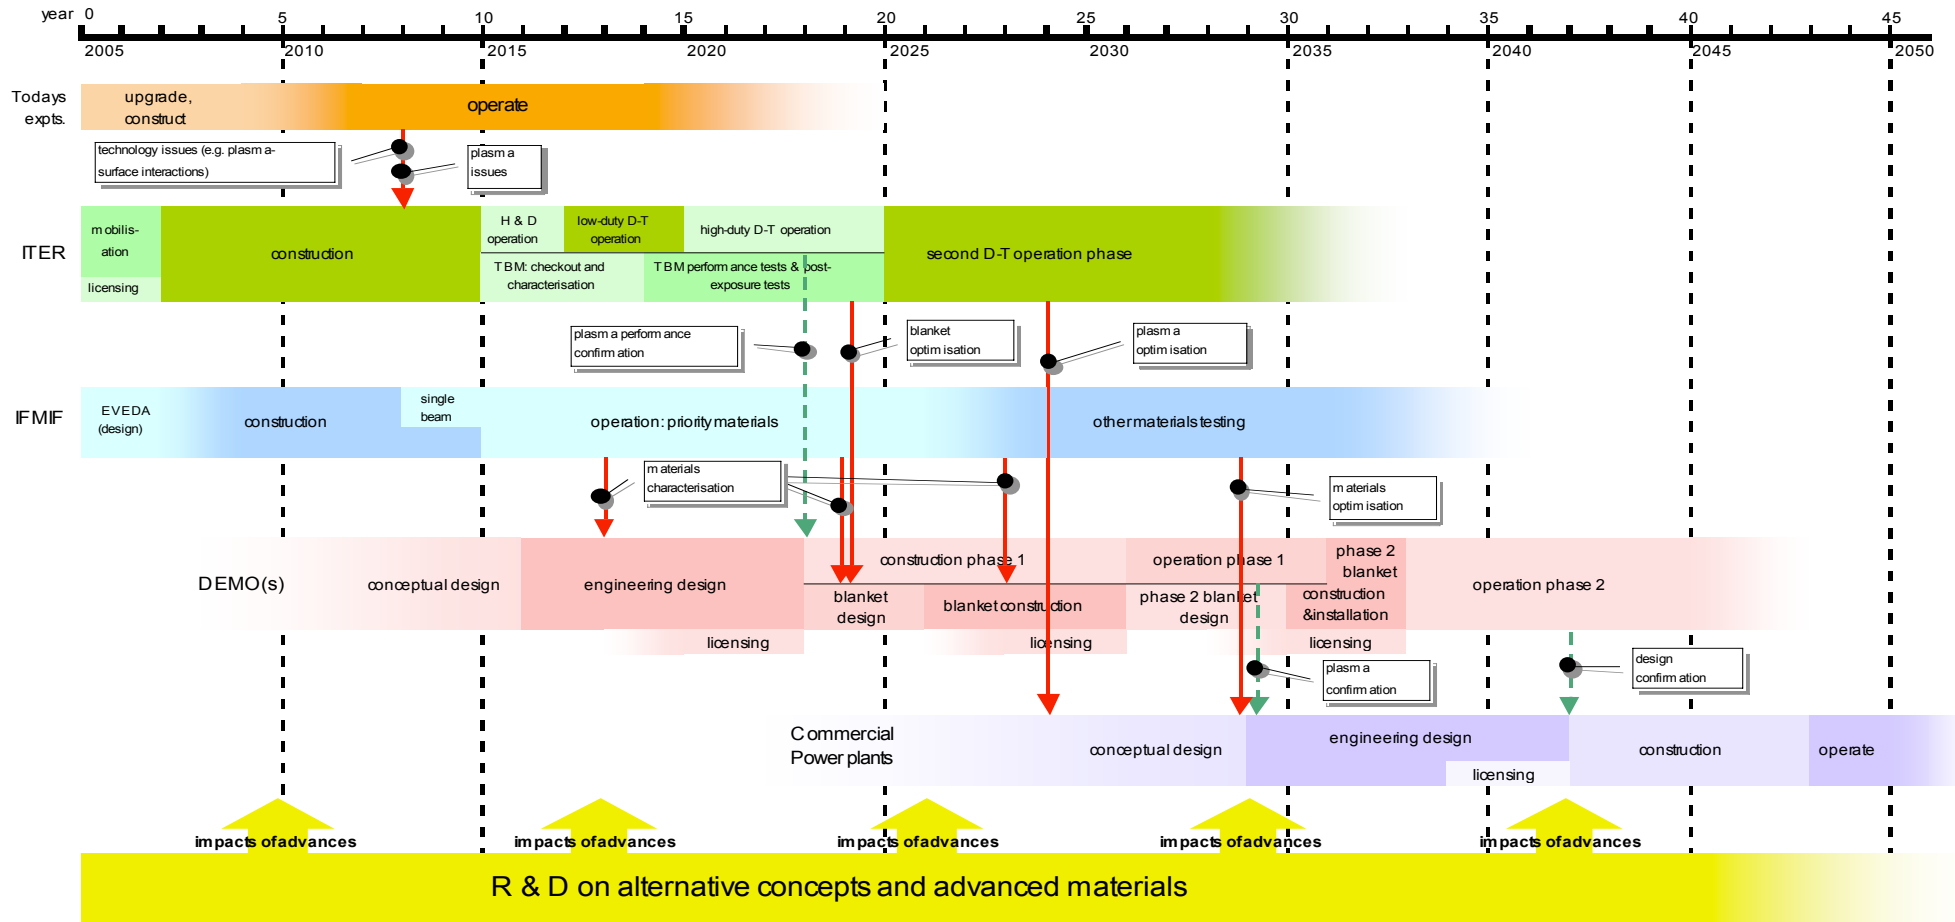 year 0 5 10 15 20 25 30 35 40 45
2005 2010 2015 2020 2025 2030 2035 2040 2045 2050
Todays
expts.
upgrade,
construct
operate
technology issues (e.g. plasma-
surface interactions)
plasma
issues
ITER
mobilis-
ation
licensing
construction
H & D
operation
low-duty D-T
operation
high-duty D-T operation
TBM: checkout and
characterisation
TBM performance tests & post-
exposure tests
second D-T operation phase
plasma performance
confirmation
blanket
optimisation
plasma
optimisation
IFMIF
EVEDA
(design)
construction
single
beam
operation: priority materials
other materials testing
materials
characterisation
materials
optimisation
DEMO(s)
conceptual design
engineering design
construction phase 1
operation phase 1
phase 2
blanket
construction
&installation
operation phase 2
blanket
design
blanket construction
phase 2 blanket
design
licensing
licensing
licensing
plasma
confirmation
design
confirmation
Commercial
Power plants
conceptual design
engineering design
licensing
construction
operate
impacts of advances
impacts of advances
impacts of advances
impacts of advances
impacts of advances
R & D on alternative concepts and advanced materials